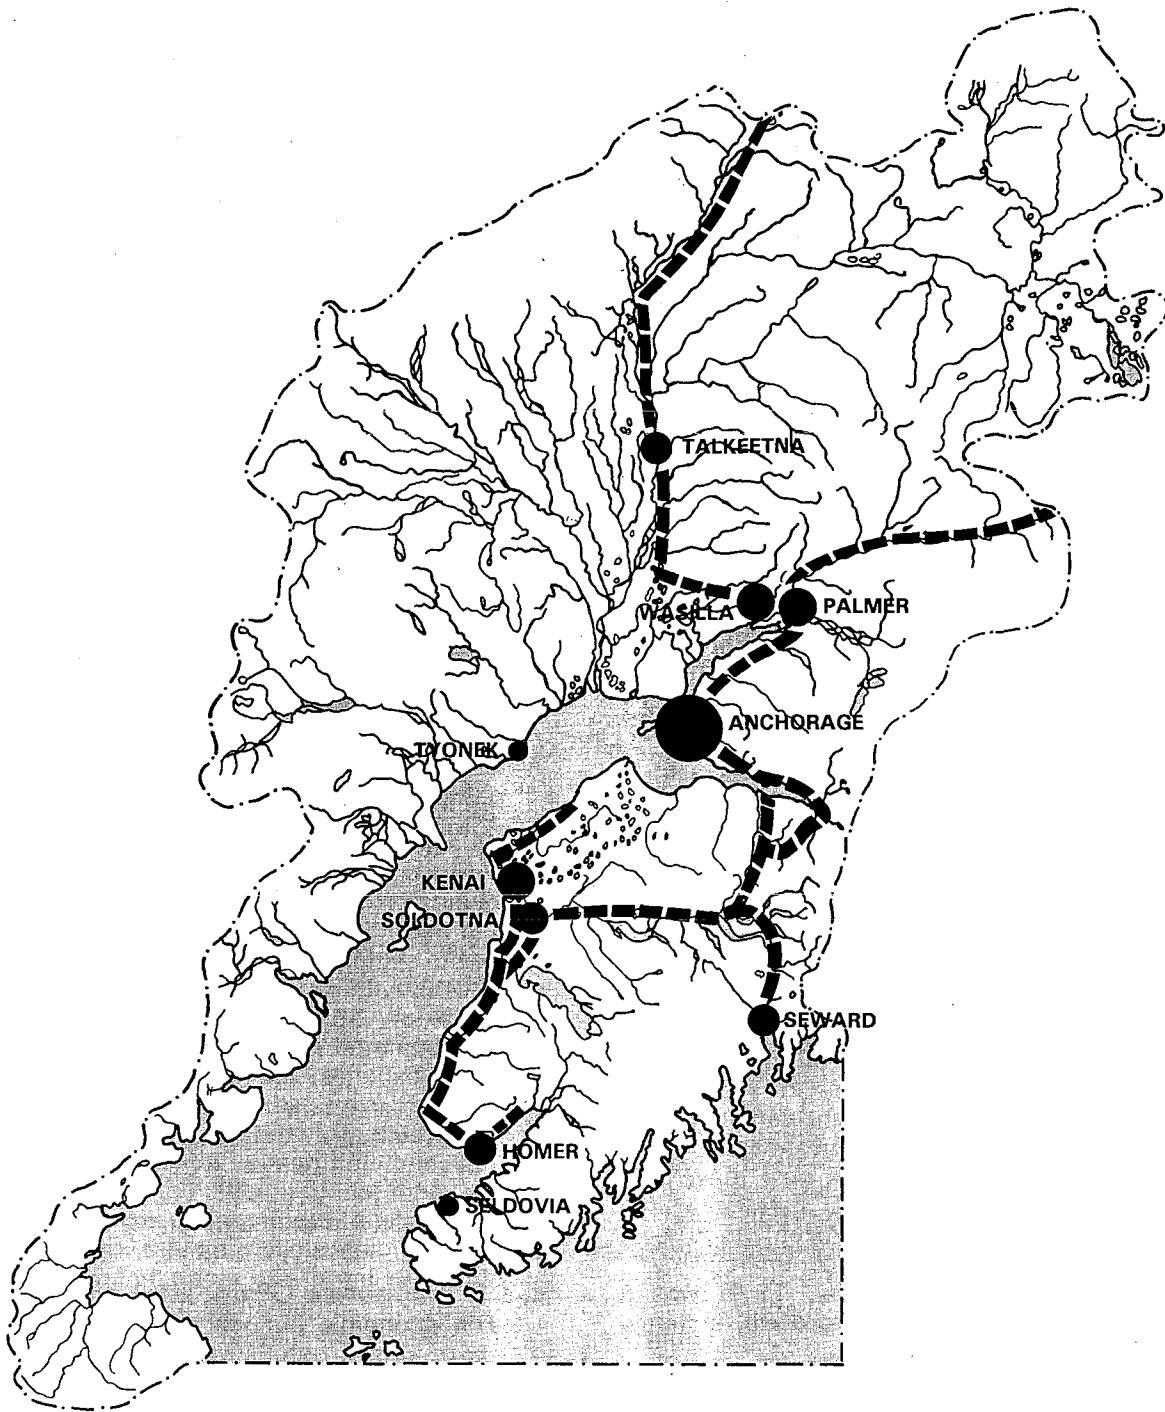 TALKEETNA
WASILLA
PALMER
ANCHORAGE
TYONEK
KENAI
SOLDOTNA
SEWARD
HOMER
SELDOVIA